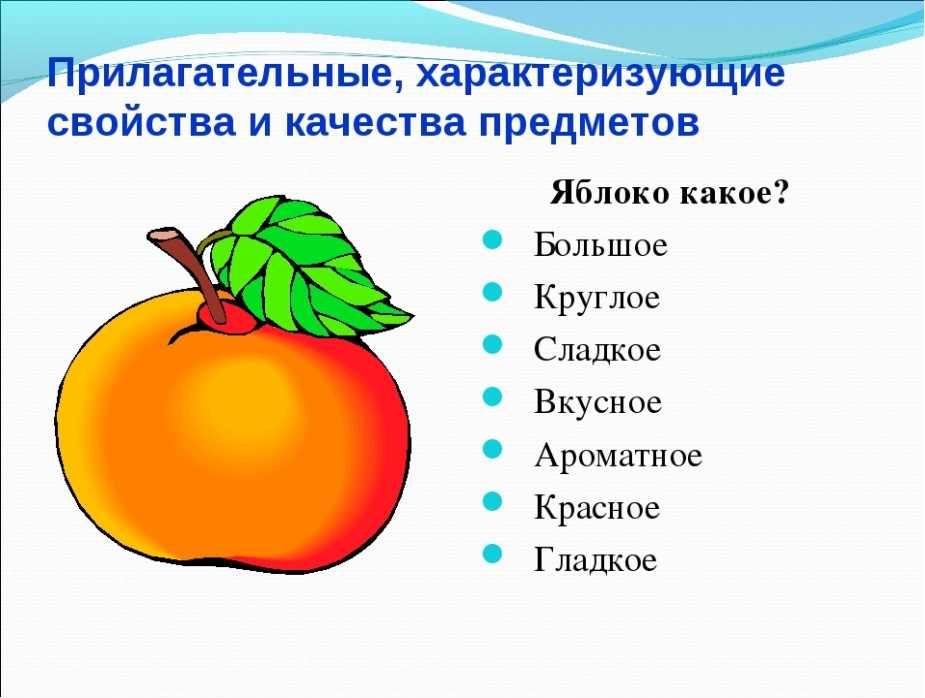 Прилагательные, характеризующие
свойства и качества предметов
Яблоко какое?
Большое
Круглое
Сладкое
Вкусное
Ароматное
Красное
Гладкое